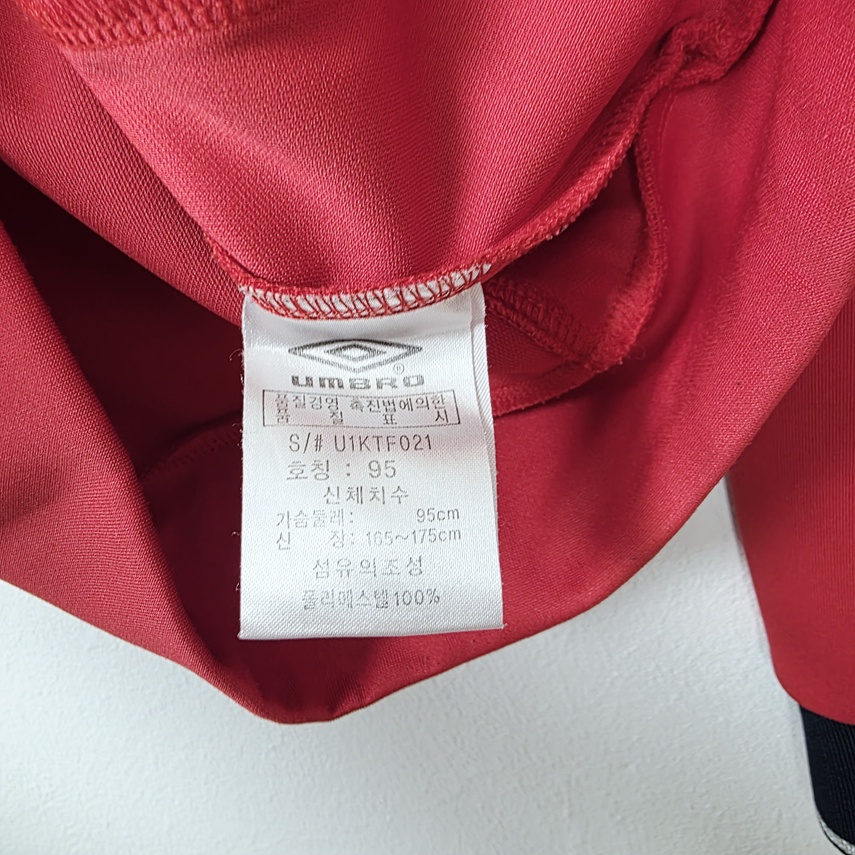 UMBRO®
품질경영 촉진법에의한
품 질 표 시
S/# U1KTF021
호칭 : 95
신체치수
가슴둘레: 95cm
신 장: 165~175cm
섬유의조성
폴리에스텔100%